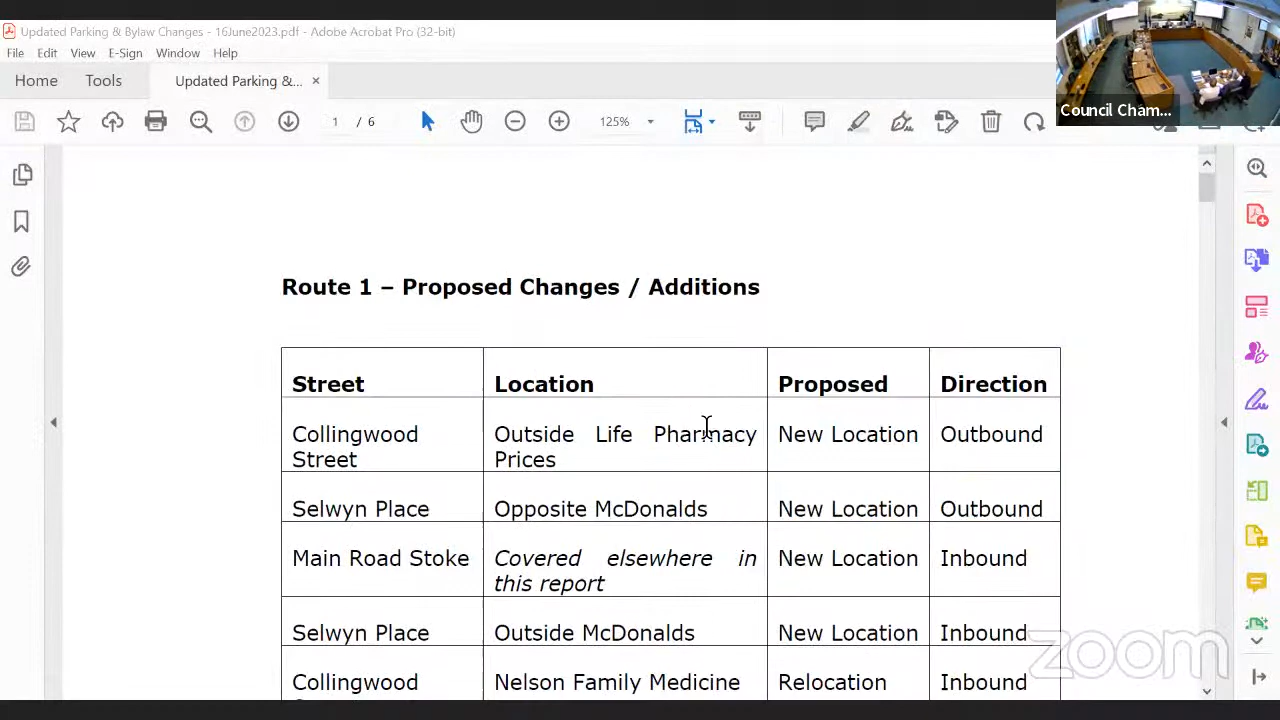 Updated Parking & Bylaw Changes - 16June2023.pdf - Adobe Acrobat Pro (32-bit)
File Edit View E-Sign Window Help
Home Tools Updated Parking &... ×
1 / 6 125%
Council Cham...
Route 1 – Proposed Changes / Additions
Street Location Proposed Direction
Collingwood Outside Life Pharmacy New Location Outbound
Street Prices
Selwyn Place Opposite McDonalds New Location Outbound
Main Road Stoke Covered elsewhere in New Location Inbound
this report
Selwyn Place Outside McDonalds New Location Inbound
Collingwood Nelson Family Medicine Relocation Inbound
zoom